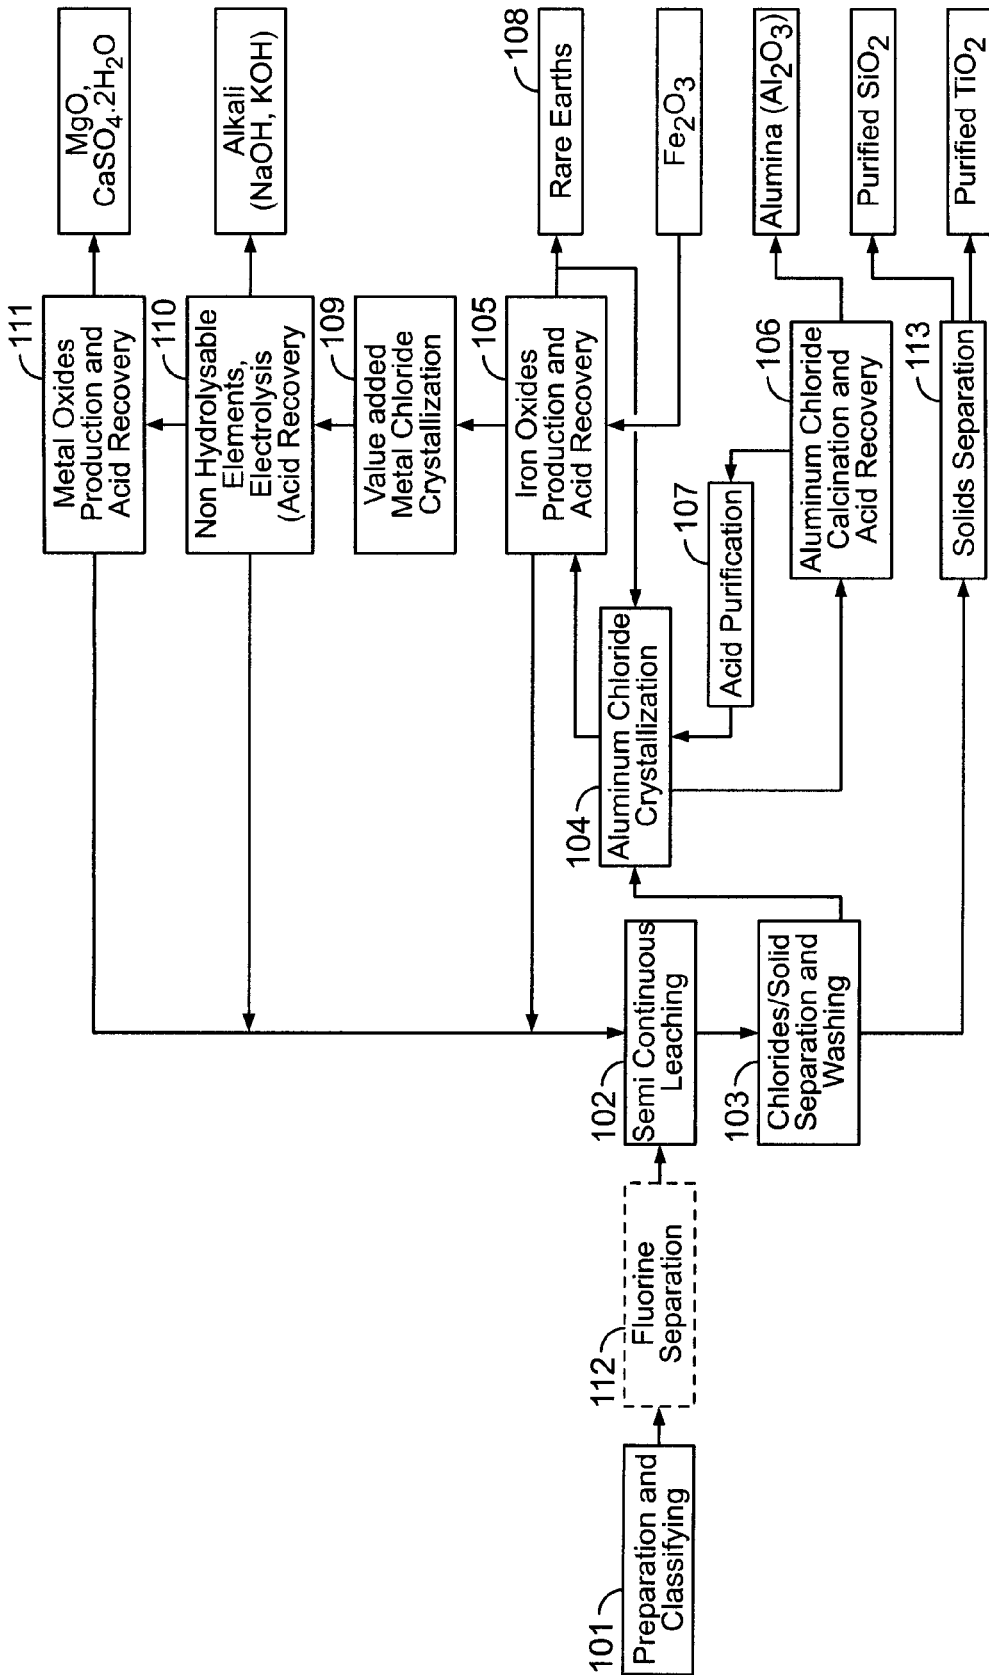 101
Preparation and
Classifying
112
Fluorine
Separation
102
Semi Continuous
Leaching
103
Chlorides/Solid
Separation and
Washing
104
Aluminum Chloride
Crystallization
107
Acid Purification
111
Metal Oxides
Production and
Acid Recovery
110
Non Hydrolysable
Elements,
Electrolysis
(Acid Recovery
109
Value added
Metal Chloride
Crystallization
105
Iron Oxides
Production and
Acid Recovery
106
Aluminum Chloride
Calcination and
Acid Recovery
113
Solids Separation
MgO,
CaSO4.2H2O
Alkali
(NaOH, KOH)
108
Rare Earths
Fe2O3
Alumina (Al2O3)
Purified SiO2
Purified TiO2